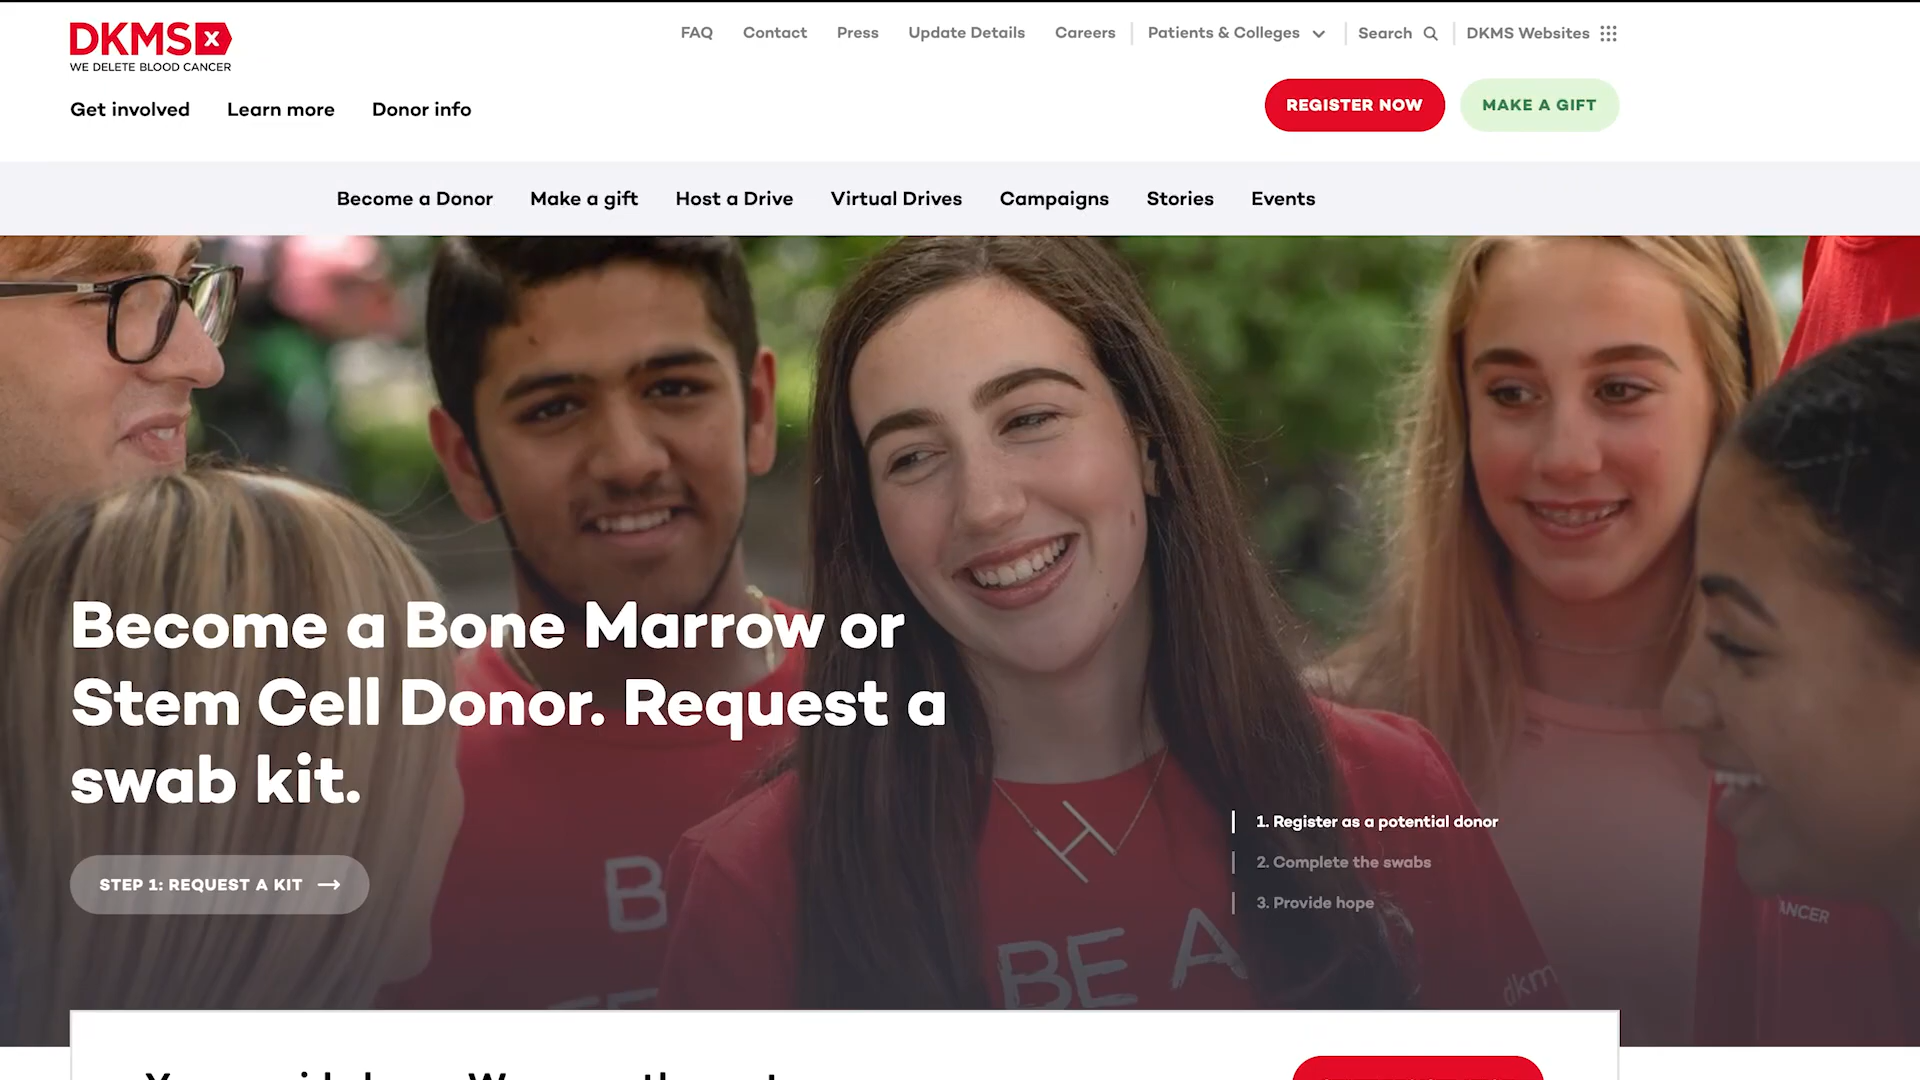 DKMS x
WE DELETE BLOOD CANCER
FAQ Contact Press Update Details Careers Patients & Colleges Search DKMS Websites
Get involved Learn more Donor info
REGISTER NOW MAKE A GIFT
Become a Donor Make a gift Host a Drive Virtual Drives Campaigns Stories Events
Become a Bone Marrow or
Stem Cell Donor. Request a
swab kit.
STEP 1: REQUEST A KIT
1. Register as a potential donor
2. Complete the swabs
3. Provide hope
B
BE A
dkm
ANCER